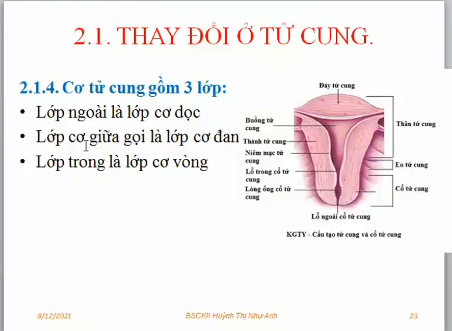 2.1. THAY ĐỔI Ở TỬ CUNG.
2.1.4. Cơ tử cung gồm 3 lớp:
• Lớp ngoài là lớp cơ dọc
• Lớp cơ giữa gọi là lớp cơ đan
• Lớp trong là lớp cơ vòng
Đáy tử cung
Buồng tử
cung
Thành tử cung
Niêm mạc tử
cung
Lỗ trong cổ tử
cung
Lòng ống cổ tử
cung
Thân tử cung
Eo tử cung
Cổ tử cung
Lỗ ngoài cổ tử cung
KGTY - Cấu tạo tử cung và cổ tử cung
8/12/2021
BSCKII Huỳnh Thị Như Anh
23